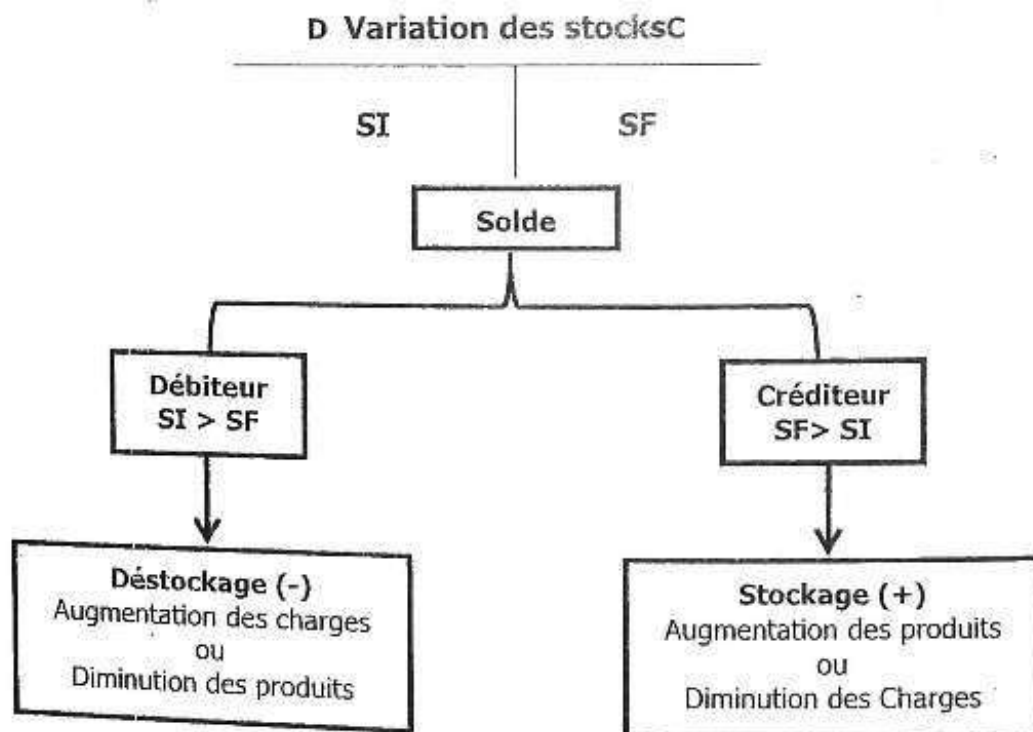 D Variation des stocksC
SI
SF
Solde
Débiteur
SI > SF
Créditeur
SF> SI
Déstockage (-)
Augmentation des charges
ou
Diminution des produits
Stockage (+)
Augmentation des produits
ou
Diminution des Charges